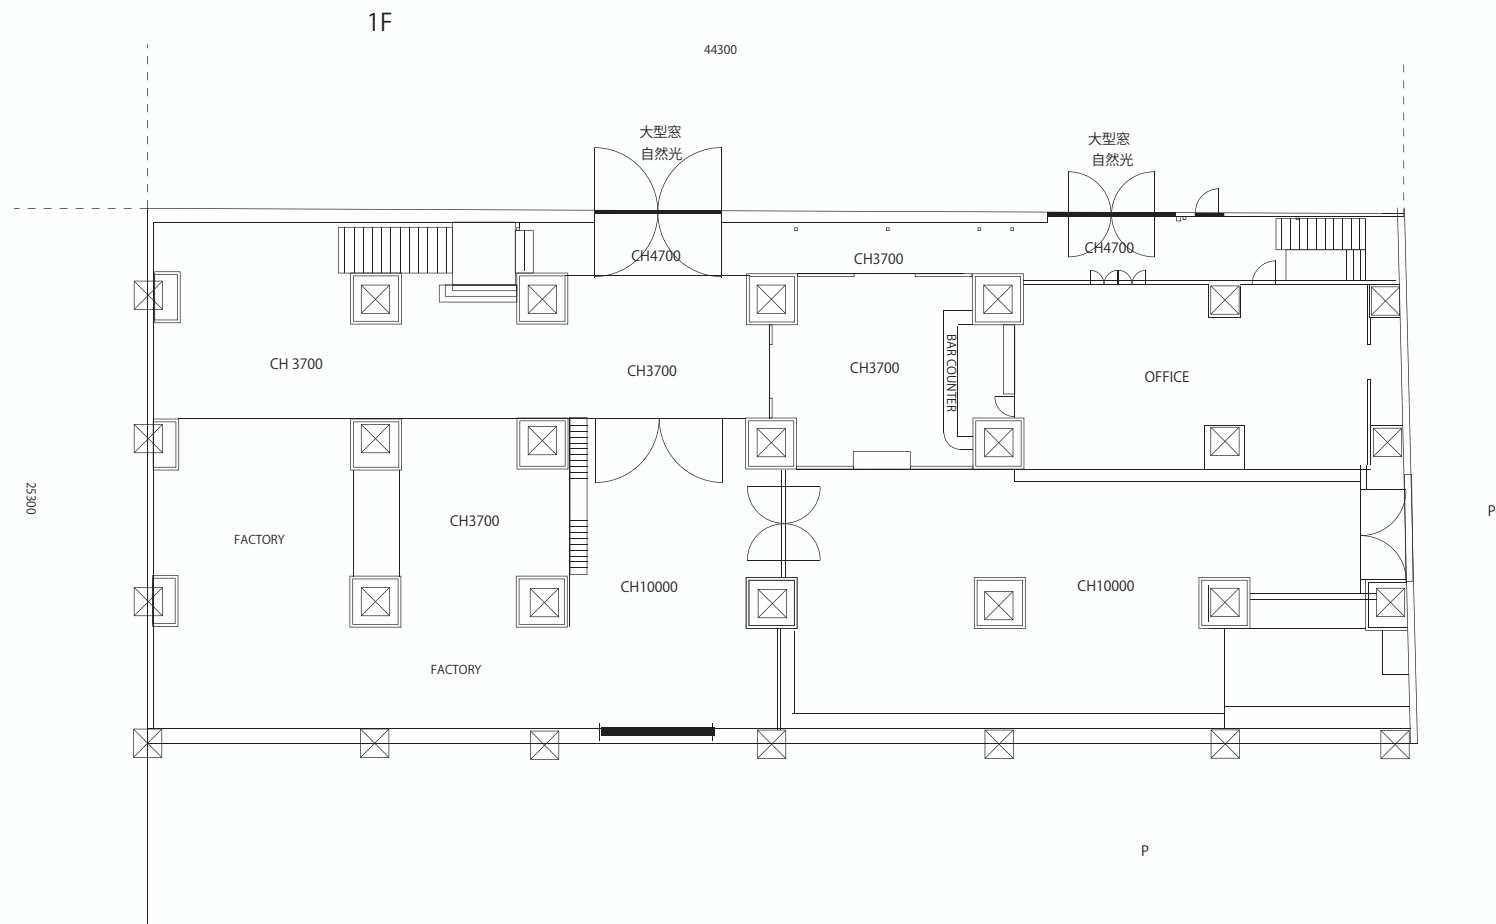 1F
44300
大型窓
自然光
大型窓
自然光
CH4700
CH3700
CH4700
CH 3700
CH3700
CH3700
BAR COUNTER
OFFICE
25300
FACTORY
CH3700
CH10000
CH10000
P
FACTORY
P